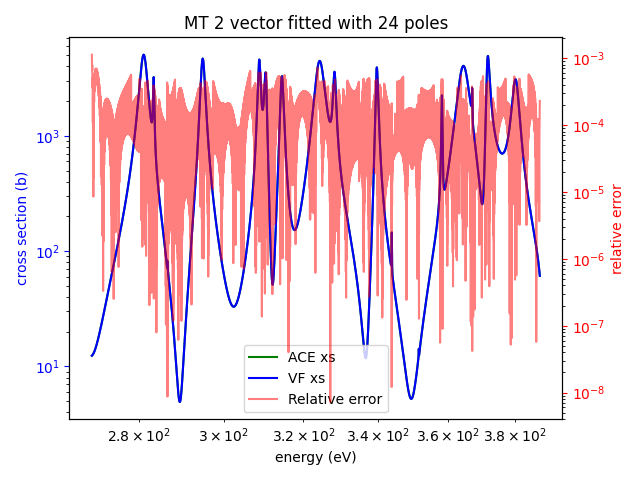 MT 2 vector fitted with 24 poles
cross section (b)
10³
10²
10¹
10⁻³
10⁻⁴
10⁻⁵
10⁻⁶
10⁻⁷
10⁻⁸
relative error
ACE xs
VF xs
Relative error
2.8 × 10² 3 × 10² 3.2 × 10² 3.4 × 10² 3.6 × 10² 3.8 × 10²
energy (eV)